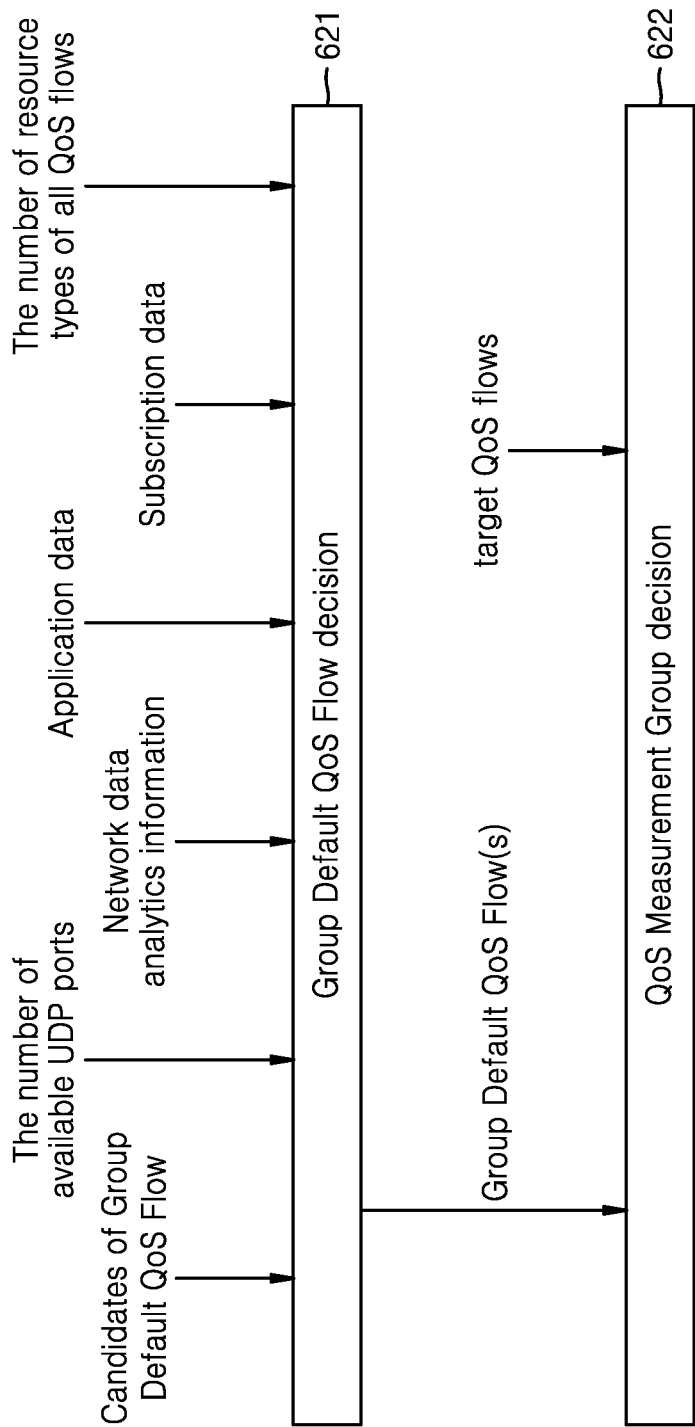 Candidates of Group
Default QoS Flow
The number of
available UDP ports
Network data
analytics information
Application data
Subscription data
The number of resource
types of all QoS flows
Group Default QoS Flow decision
621
Group Default QoS Flow(s)
target QoS flows
QoS Measurement Group decision
622